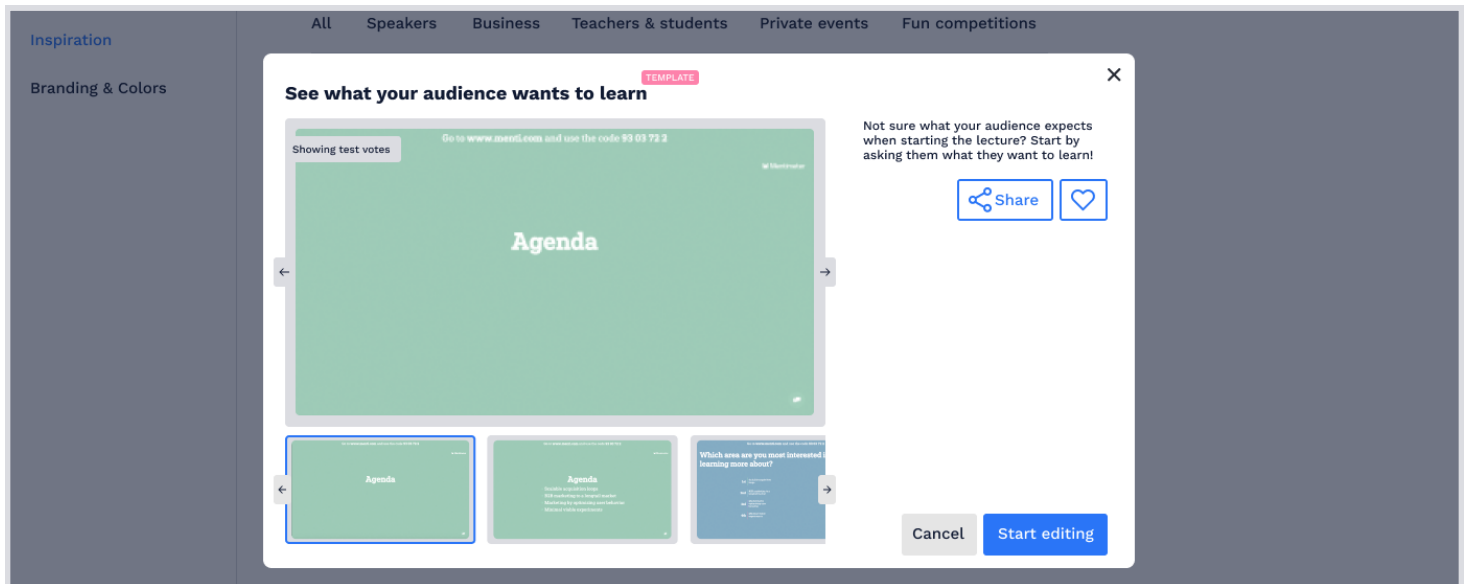 All Speakers Business Teachers & students Private events Fun competitions
Inspiration
Branding & Colors
TEMPLATE
See what your audience wants to learn
Go to www.menti.com and use the code 93 03 72 2
Showing test votes
Mentimeter
Agenda
Not sure what your audience expects
when starting the lecture? Start by
asking them what they want to learn!
Share
Agenda
Agenda
Which area are you most interested i
learning more about?
Cancel
Start editing